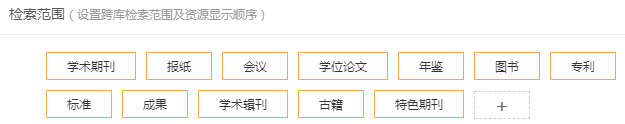 检索范围（设置跨库检索范围及资源显示顺序）
学术期刊 报纸 会议 学位论文 年鉴 图书 专利
标准 成果 学术辑刊 古籍 特色期刊 +